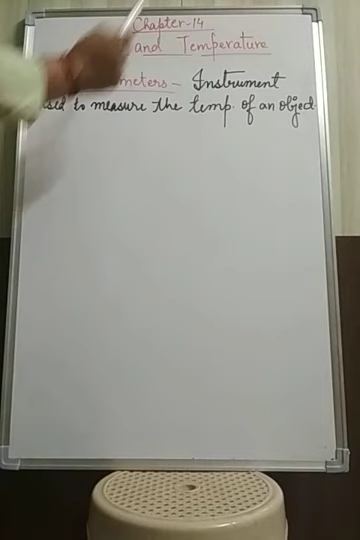 Chapter-14
and Temperature
meters - Instrument
used to measure the temp. of an object